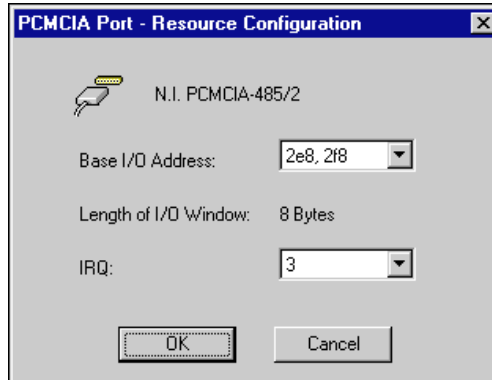 PCMCIA Port - Resource Configuration
N.I. PCMCIA-485/2
Base I/O Address: 2e8, 2f8
Length of I/O Window: 8 Bytes
IRQ: 3
OK Cancel